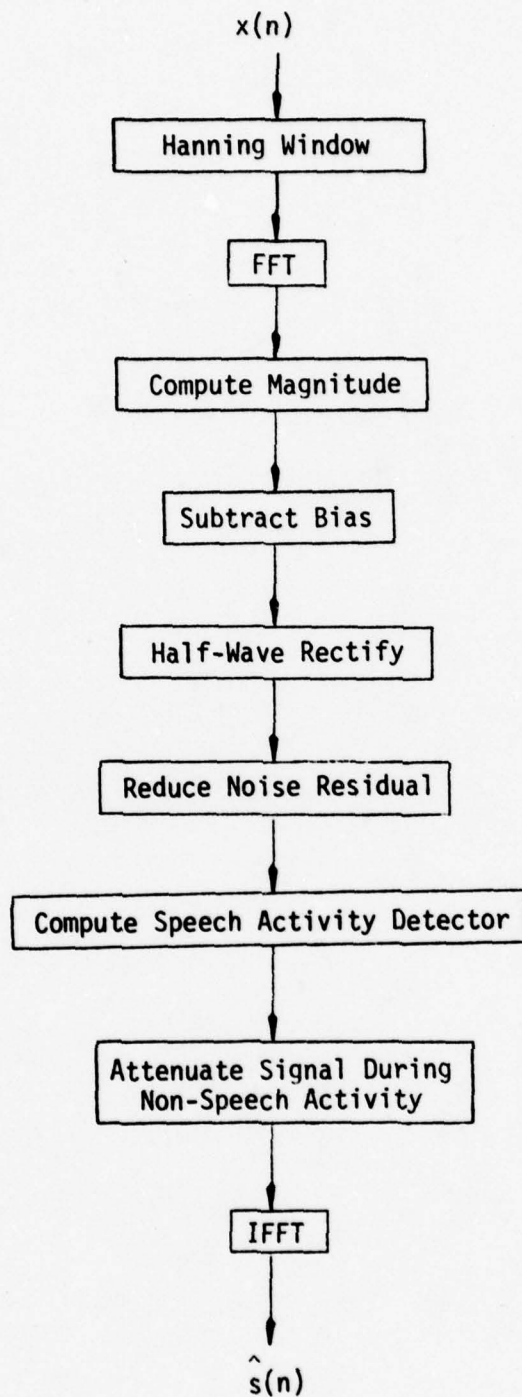 x(n)
Hanning Window
FFT
Compute Magnitude
Subtract Bias
Half-Wave Rectify
Reduce Noise Residual
Compute Speech Activity Detector
Attenuate Signal During
Non-Speech Activity
IFFT
ŝ(n)